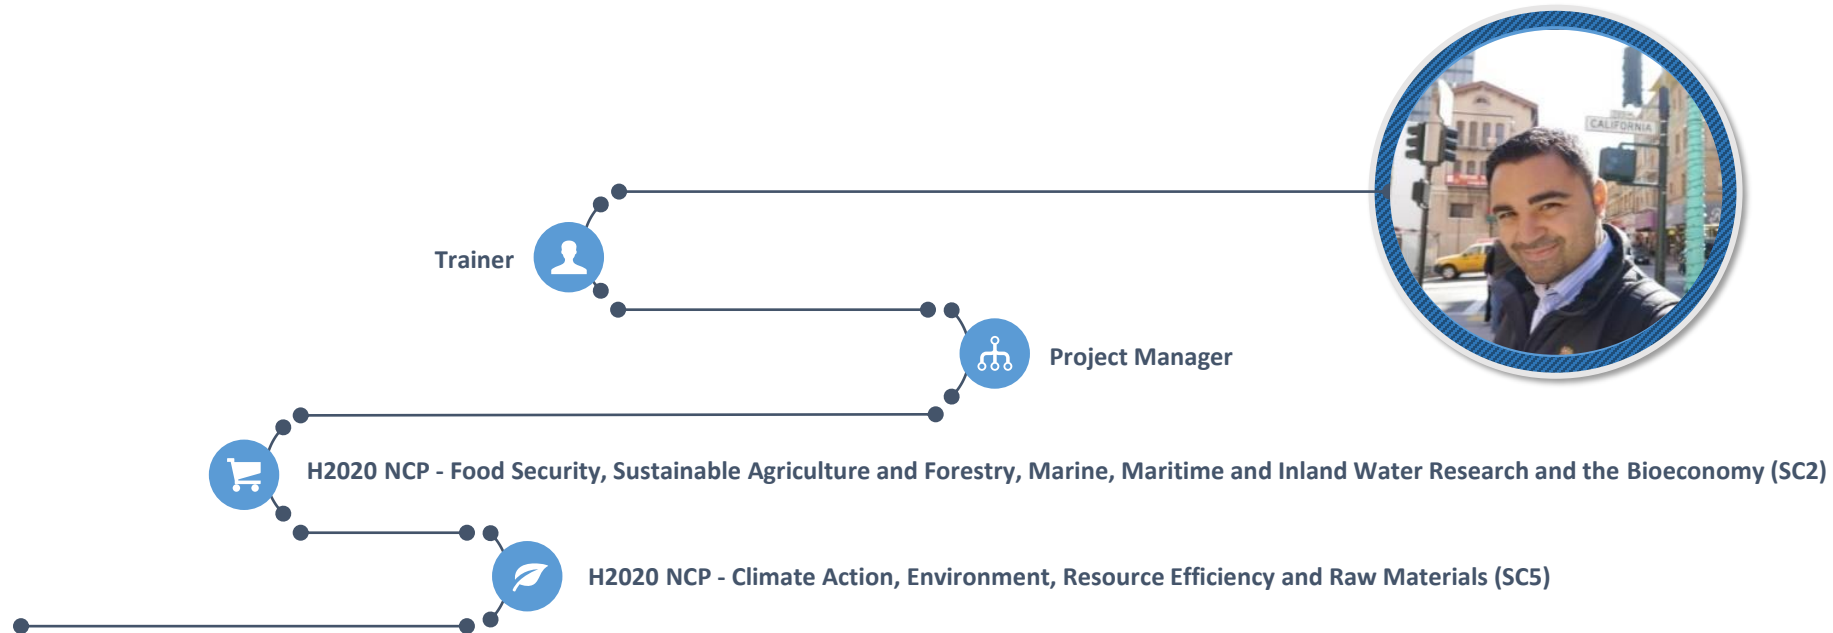 CALIFORNIA
Trainer
Project Manager
H2020 NCP - Food Security, Sustainable Agriculture and Forestry, Marine, Maritime and Inland Water Research and the Bioeconomy (SC2)
H2020 NCP - Climate Action, Environment, Resource Efficiency and Raw Materials (SC5)